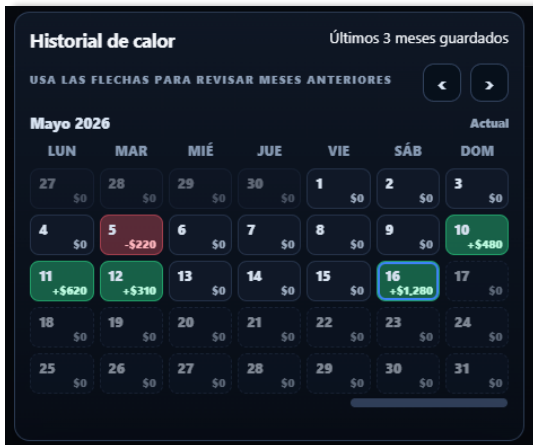 Historial de calor
Últimos 3 meses guardados
USA LAS FLECHAS PARA REVISAR MESES ANTERIORES
‹ ›
Mayo 2026
Actual
LUN MAR MIÉ JUE VIE SÁB DOM
27 28 29 30 1 2 3
$0 $0 $0 $0 $0 $0 $0
4 5 6 7 8 9 10
$0 -$220 $0 $0 $0 $0 +$480
11 12 13 14 15 16 17
+$620 +$310 $0 $0 $0 +$1,280 $0
18 19 20 21 22 23 24
$0 $0 $0 $0 $0 $0 $0
25 26 27 28 29 30 31
$0 $0 $0 $0 $0 $0 $0